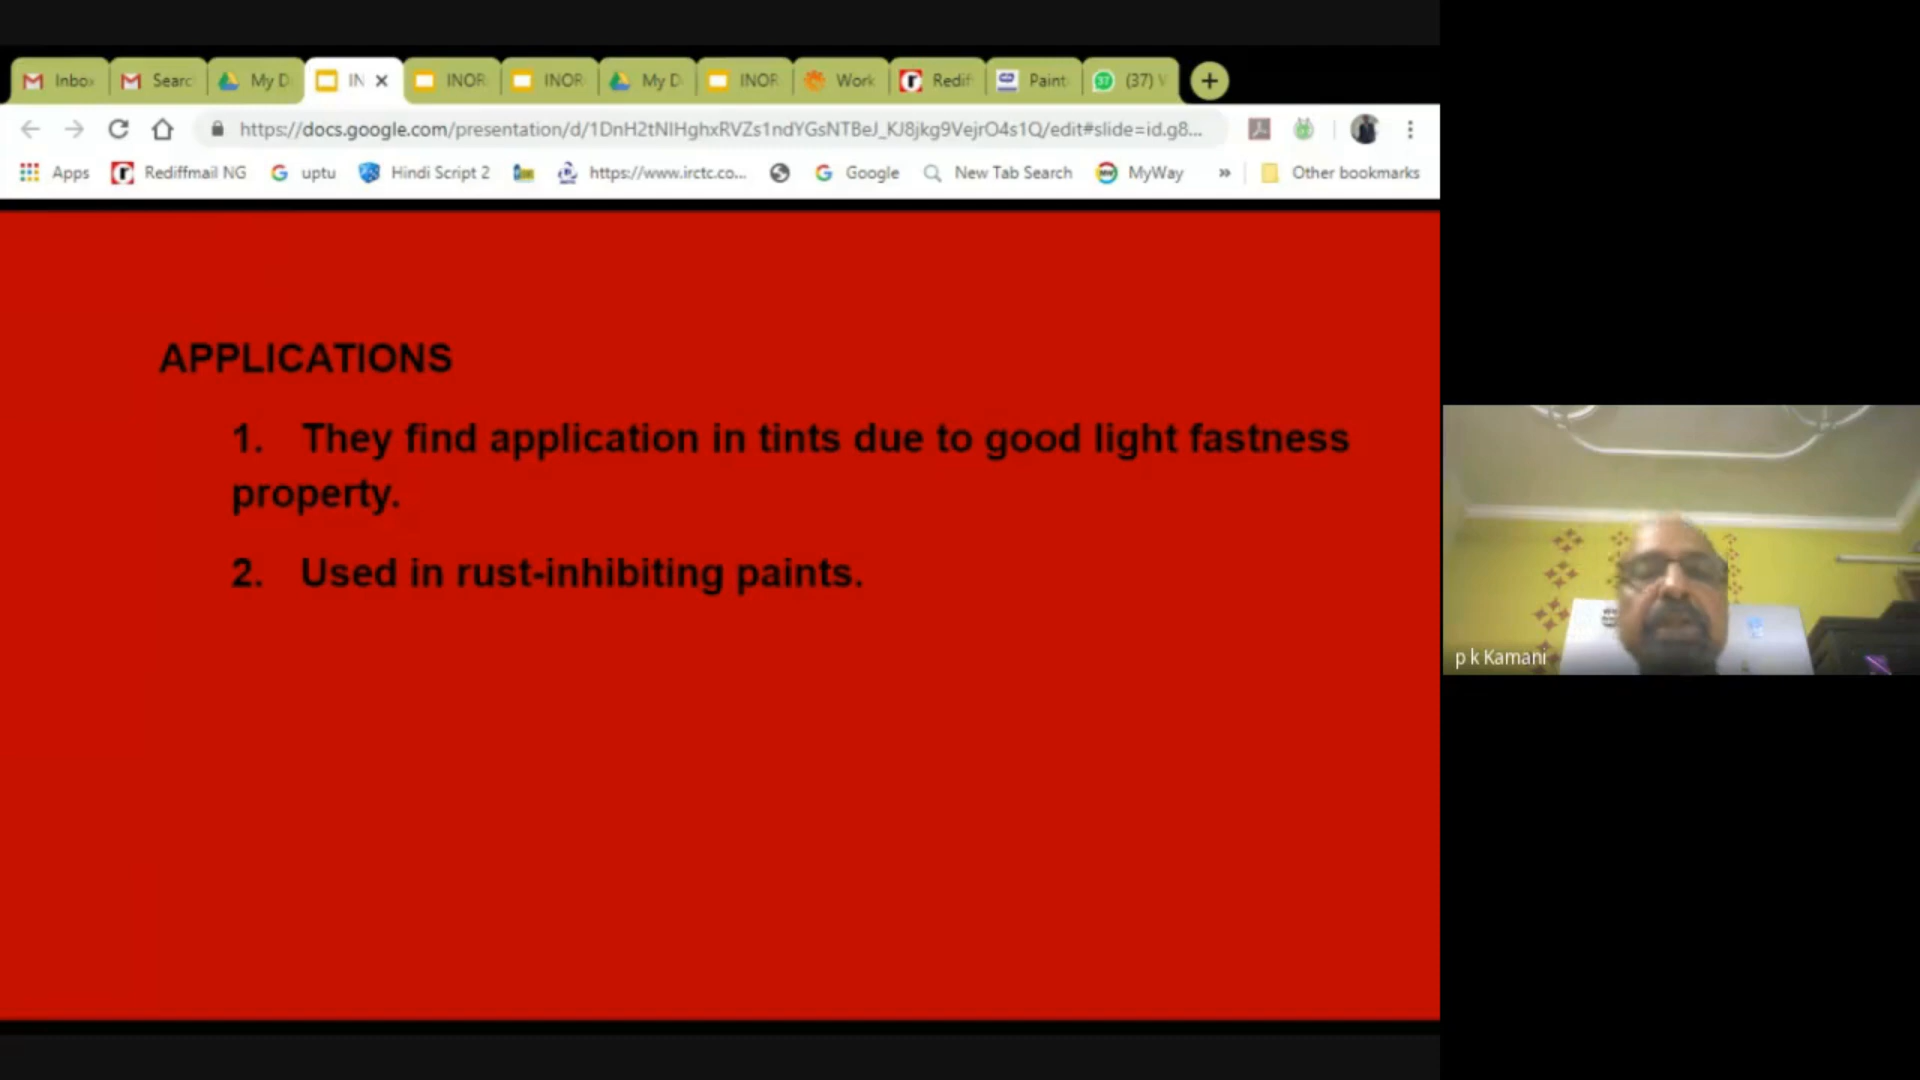 Inbox
Searc
My D
IN
INOR
INOR
My D
INOR
Work
Redif
Paint
(37) V
https://docs.google.com/presentation/d/1DnH2tNIHghxRVZs1ndYGsNTBeJ_KJ8jkg9VejrO4s1Q/edit#slide=id.g8...
Apps
Rediffmail NG
uptu
Hindi Script 2
https://www.irctc.co...
Google
New Tab Search
MyWay
»
Other bookmarks
APPLICATIONS
1. They find application in tints due to good light fastness
property.
2. Used in rust-inhibiting paints.
p k Kamani